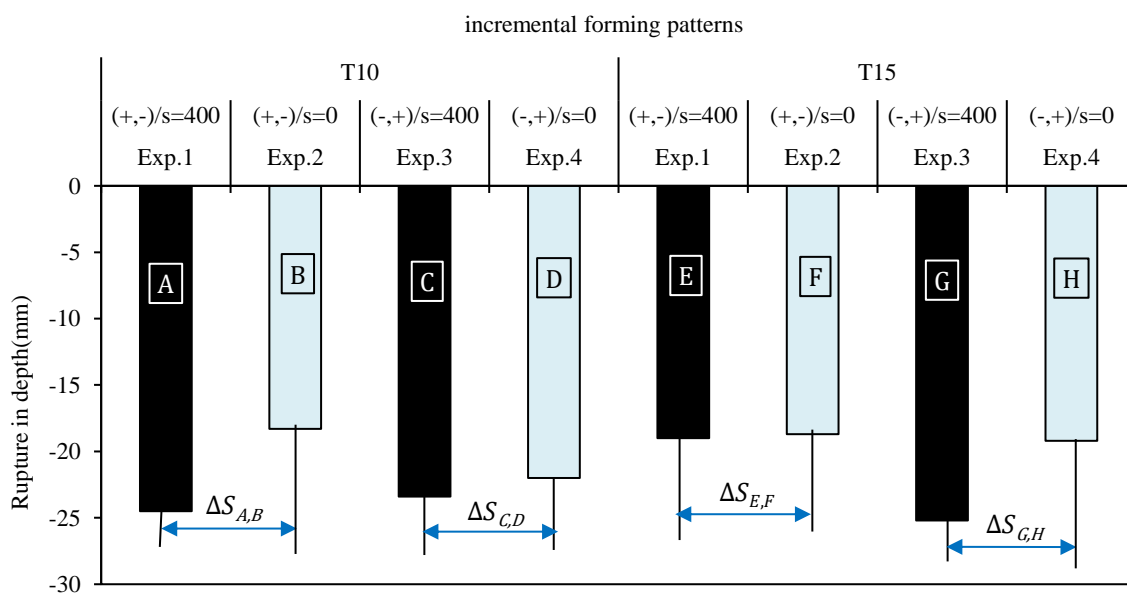 incremental forming patterns
T10 T15
(+,-)/s=400 (+,-)/s=0 (-,+)/s=400 (-,+)/s=0 (+,-)/s=400 (+,-)/s=0 (-,+)/s=400 (-,+)/s=0
Exp.1 Exp.2 Exp.3 Exp.4 Exp.1 Exp.2 Exp.3 Exp.4
0
-5
A B C D E F G H
-10
-15
-20
-25
-30
Rupture in depth(mm)
ΔS_{A,B} ΔS_{C,D} ΔS_{E,F} ΔS_{G,H}